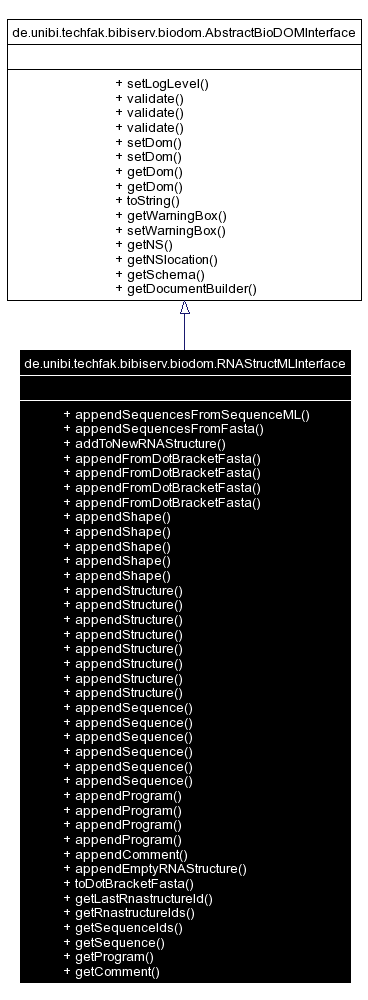 de.unibi.techfak.bibiserv.biodom.AbstractBioDOMInterface
+ setLogLevel()
+ validate()
+ validate()
+ validate()
+ setDom()
+ setDom()
+ getDom()
+ getDom()
+ toString()
+ getWarningBox()
+ setWarningBox()
+ getNS()
+ getNSlocation()
+ getSchema()
+ getDocumentBuilder()
de.unibi.techfak.bibiserv.biodom.RNAStructMLInterface
+ appendSequencesFromSequenceML()
+ appendSequencesFromFasta()
+ addToNewRNAStructure()
+ appendFromDotBracketFasta()
+ appendFromDotBracketFasta()
+ appendFromDotBracketFasta()
+ appendFromDotBracketFasta()
+ appendShape()
+ appendShape()
+ appendShape()
+ appendShape()
+ appendShape()
+ appendStructure()
+ appendStructure()
+ appendStructure()
+ appendStructure()
+ appendStructure()
+ appendStructure()
+ appendStructure()
+ appendStructure()
+ appendSequence()
+ appendSequence()
+ appendSequence()
+ appendSequence()
+ appendSequence()
+ appendSequence()
+ appendProgram()
+ appendProgram()
+ appendProgram()
+ appendProgram()
+ appendComment()
+ appendEmptyRNAStructure()
+ toDotBracketFasta()
+ getLastRnastructureId()
+ getRnastructureIds()
+ getSequenceIds()
+ getSequence()
+ getProgram()
+ getComment()